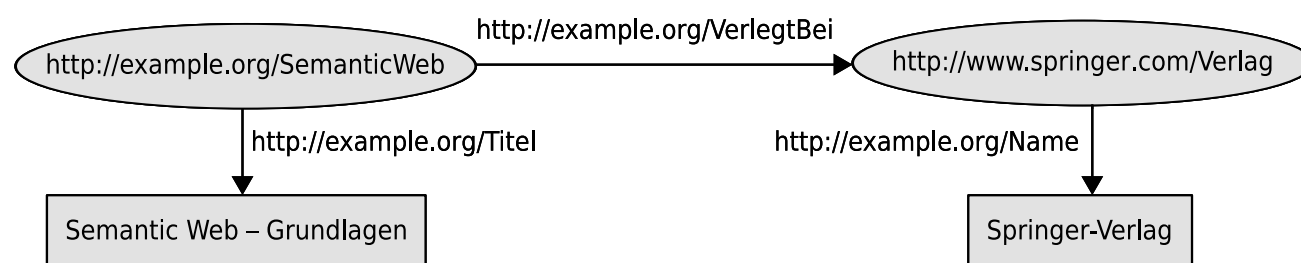 http://example.org/VerlegtBei
http://example.org/SemanticWeb
http://www.springer.com/Verlag
http://example.org/Titel
http://example.org/Name
Semantic Web – Grundlagen
Springer-Verlag